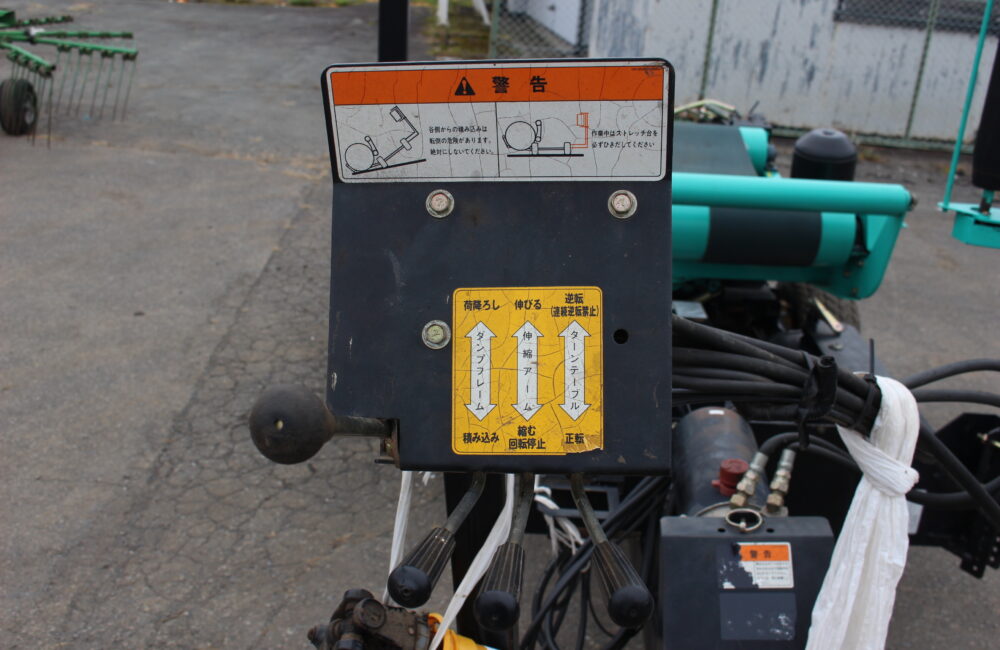 警告
谷側からの積み込みは
転倒の危険があります。
絶対にしないでください。
作業中はストレッチ台を
必ずひきだしてください
荷降ろし 伸びる 逆転
(連続逆転禁止)
ダンプフレーム
伸縮アーム
ターンテーブル
積み込み 縮む 正転
回転停止
警告